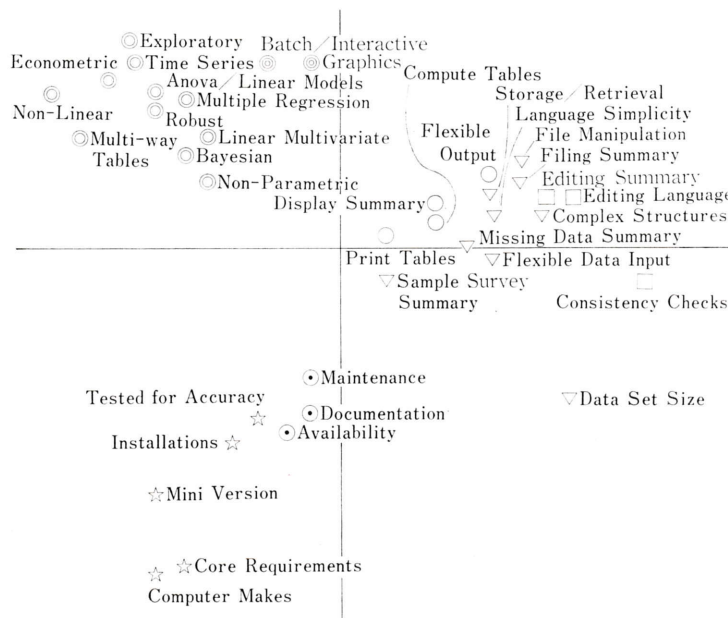 Exploratory
Batch/Interactive
Econometric
Time Series
Graphics
Compute Tables
Anova/Linear Models
Storage/Retrieval
Non-Linear
Multiple Regression
Language Simplicity
Robust
Flexible
Output
File Manipulation
Multi-way
Tables
Linear Multivariate
Bayesian
Filing Summary
Non-Parametric
Editing Summary
Display Summary
Editing Language
Complex Structures
Missing Data Summary
Print Tables
Flexible Data Input
Sample Survey
Summary
Consistency Checks
Maintenance
Tested for Accuracy
Data Set Size
Documentation
Availability
Installations
Mini Version
Core Requirements
Computer Makes